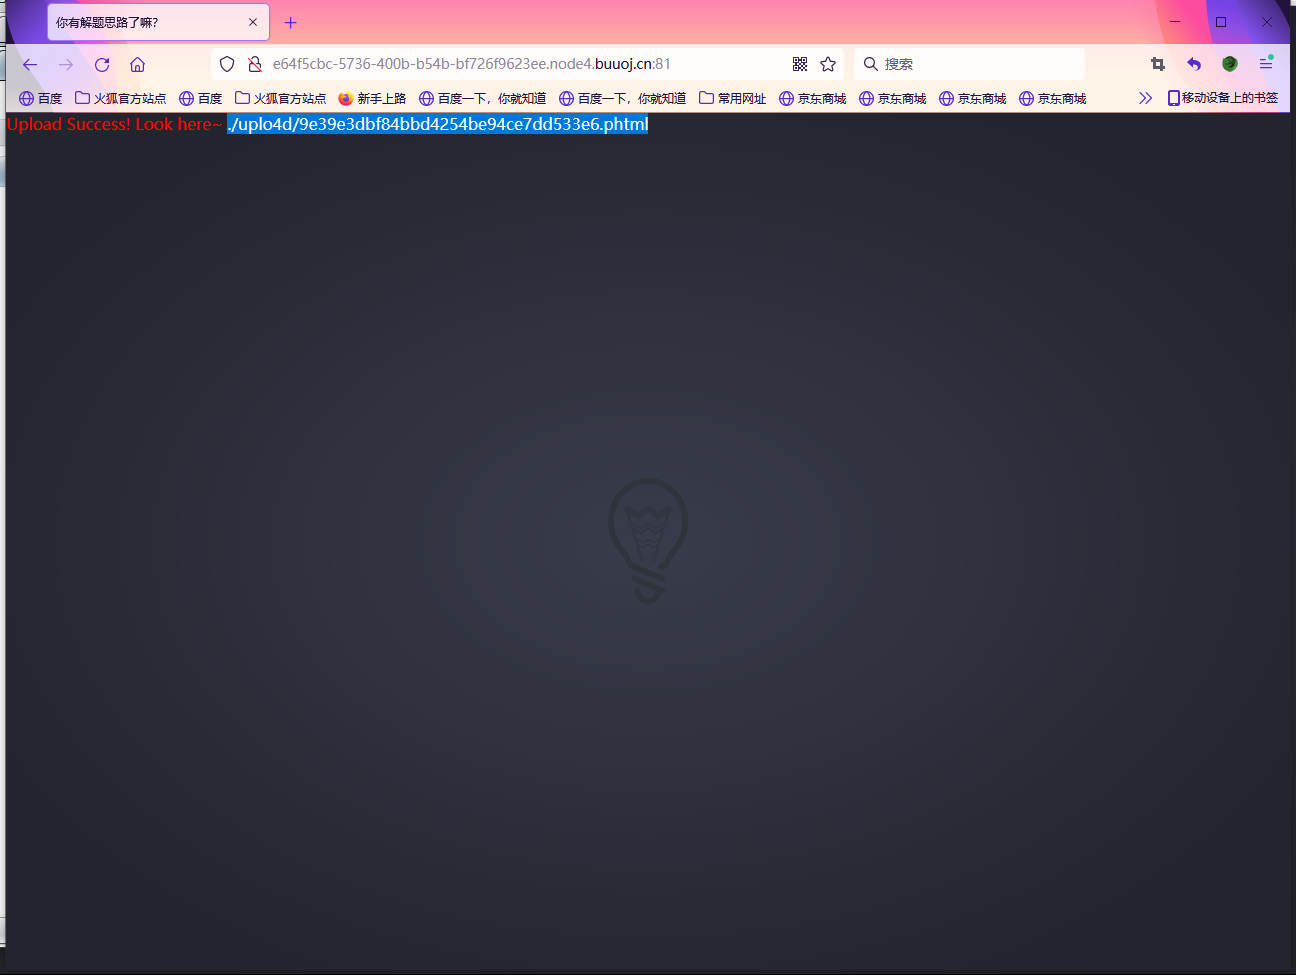 你有解题思路了嘛?
e64f5cbc-5736-400b-b54b-bf726f9623ee.node4.buuoj.cn:81
搜索
百度 火狐官方站点 百度 火狐官方站点 新手上路 百度一下，你就知道 百度一下，你就知道 常用网址 京东商城 京东商城 京东商城 京东商城 移动设备上的书签
Upload Success! Look here~ ./uplo4d/9e39e3dbf84bbd4254be94ce7dd533e6.phtml